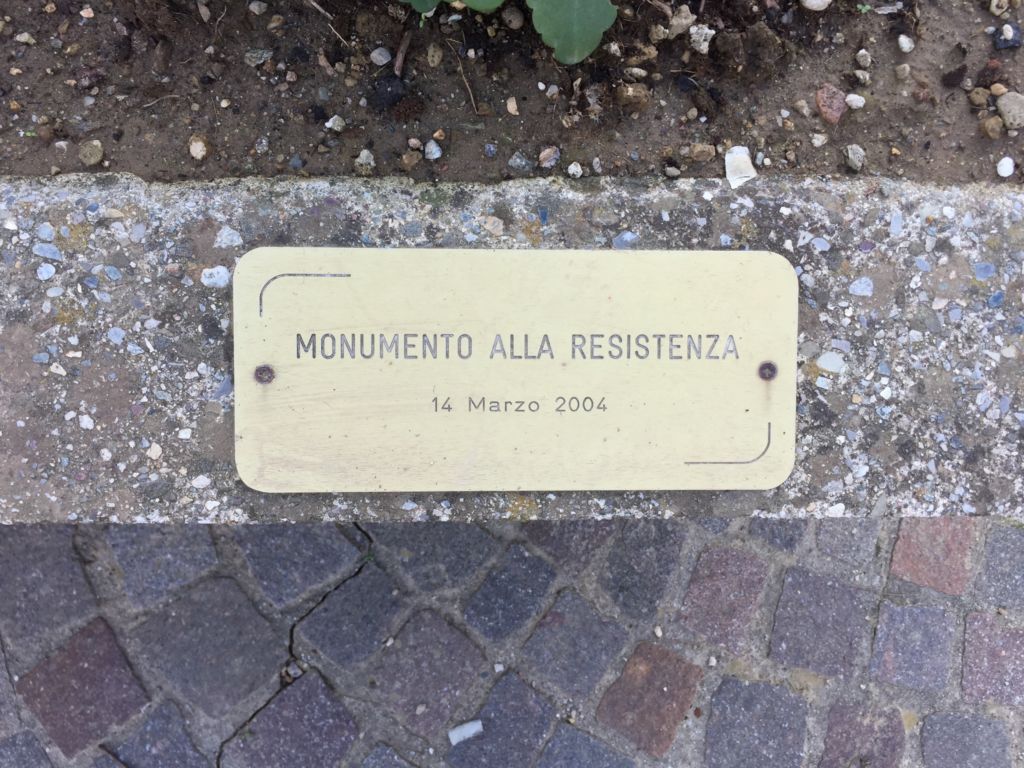 MONUMENTO ALLA RESISTENZA
14 Marzo 2004